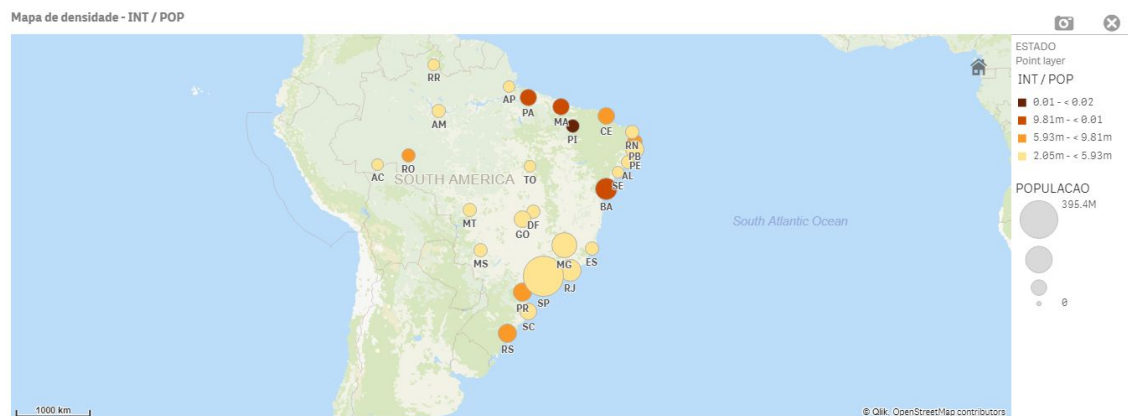 Mapa de densidade - INT / POP
ESTADO
Point layer
INT / POP
0.01 - < 0.02
9.81m - < 0.01
5.93m - < 9.81m
2.05m - < 5.93m
POPULACAO
395.4M
0
RR
AP
AM
PA
MA
CE
PI
RN
PB
PE
AC
RO
TO
AL
SE
SOUTH AMERICA
BA
MT
DF
GO
South Atlantic Ocean
MS
MG
ES
RJ
SP
PR
SC
RS
1000 km
© Qlik, OpenStreetMap contributors